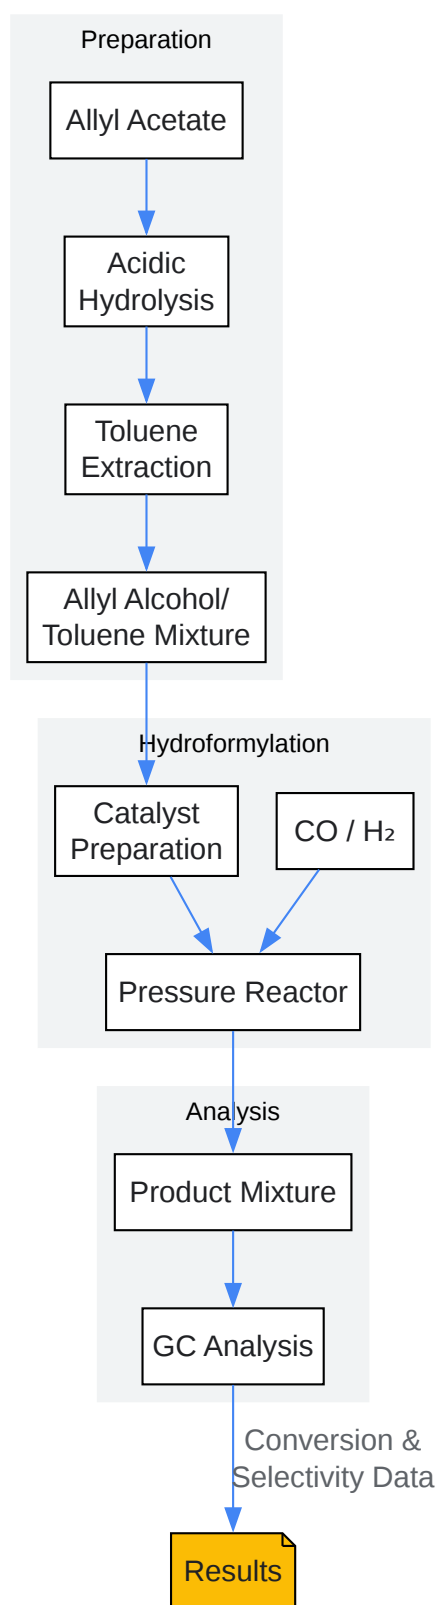 Preparation
Allyl Acetate
Acidic
Hydrolysis
Toluene
Extraction
Allyl Alcohol/
Toluene Mixture
Hydroformylation
Catalyst
Preparation
CO / H₂
Pressure Reactor
Analysis
Product Mixture
GC Analysis
Conversion &
Selectivity Data
Results